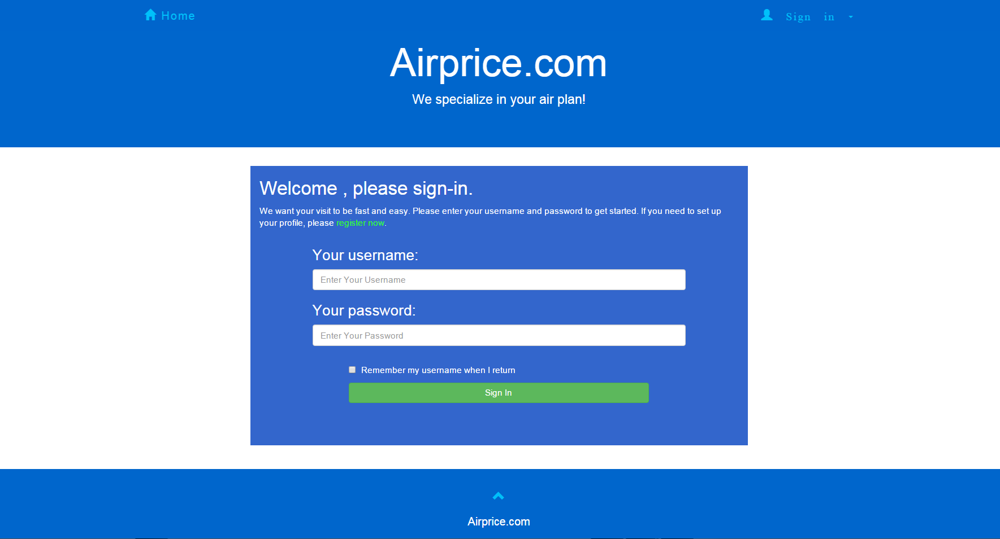 Home
Sign in
Airprice.com
We specialize in your air plan!
Welcome , please sign-in.
We want your visit to be fast and easy. Please enter your username and password to get started. If you need to set up
your profile, please register now.
Your username:
Enter Your Username
Your password:
Enter Your Password
Remember my username when I return
Sign In
Airprice.com